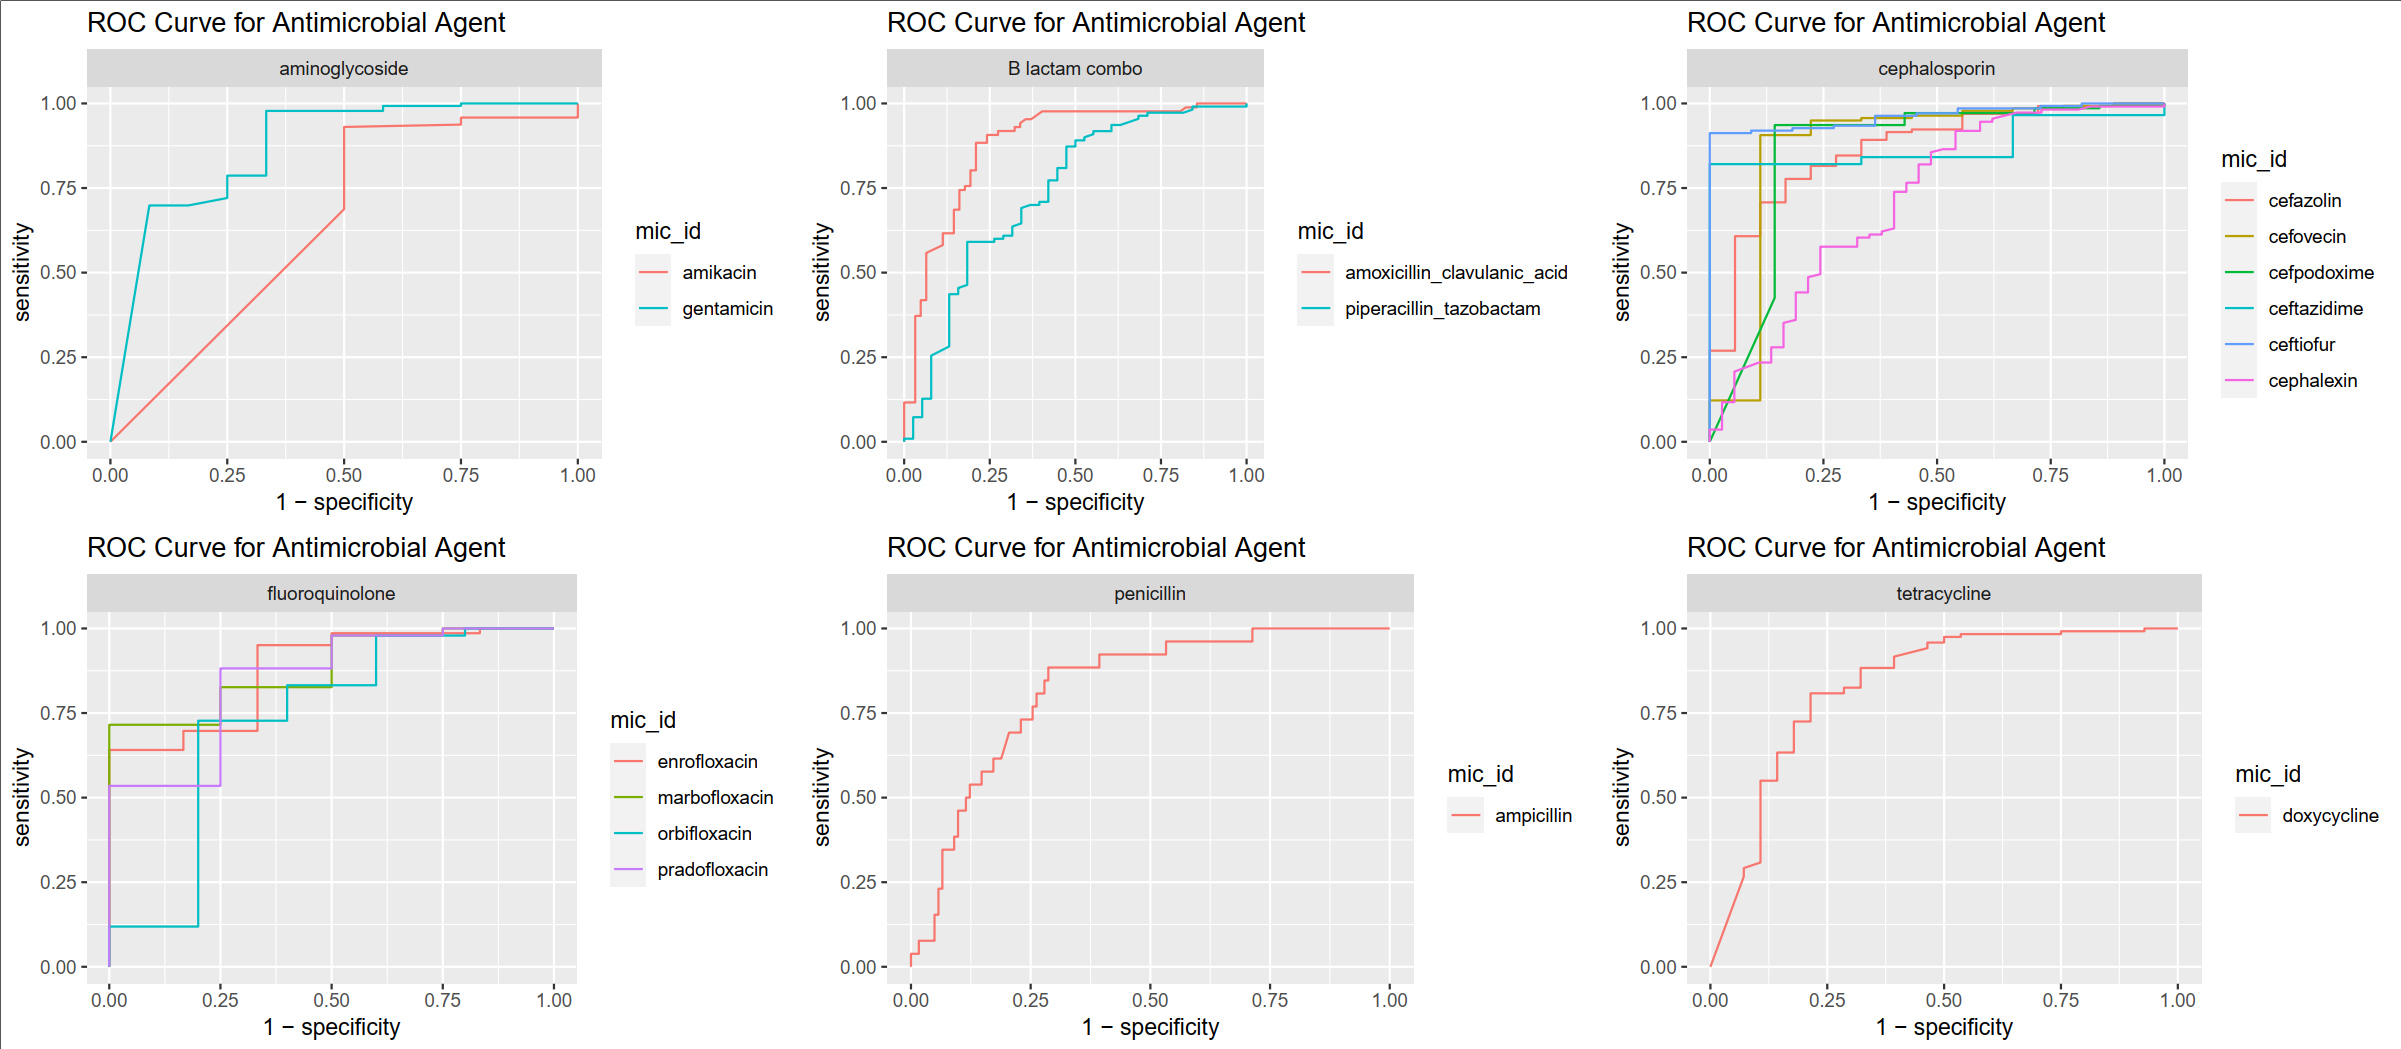 ROC Curve for Antimicrobial Agent
aminoglycoside
1.00
0.75
0.50
0.25
0.00
sensitivity
0.00 0.25 0.50 0.75 1.00
1 − specificity
mic_id
amikacin
gentamicin
ROC Curve for Antimicrobial Agent
B lactam combo
1.00
0.75
0.50
0.25
0.00
sensitivity
0.00 0.25 0.50 0.75 1.00
1 − specificity
mic_id
amoxicillin_clavulanic_acid
piperacillin_tazobactam
ROC Curve for Antimicrobial Agent
cephalosporin
1.00
0.75
0.50
0.25
0.00
sensitivity
0.00 0.25 0.50 0.75 1.00
1 − specificity
mic_id
cefazolin
cefovecin
cefpodoxime
ceftazidime
ceftiofur
cephalexin
ROC Curve for Antimicrobial Agent
fluoroquinolone
1.00
0.75
0.50
0.25
0.00
sensitivity
0.00 0.25 0.50 0.75 1.00
1 − specificity
mic_id
enrofloxacin
marbofloxacin
orbifloxacin
pradofloxacin
ROC Curve for Antimicrobial Agent
penicillin
1.00
0.75
0.50
0.25
0.00
sensitivity
0.00 0.25 0.50 0.75 1.00
1 − specificity
mic_id
ampicillin
ROC Curve for Antimicrobial Agent
tetracycline
1.00
0.75
0.50
0.25
0.00
sensitivity
0.00 0.25 0.50 0.75 1.00
1 − specificity
mic_id
doxycycline